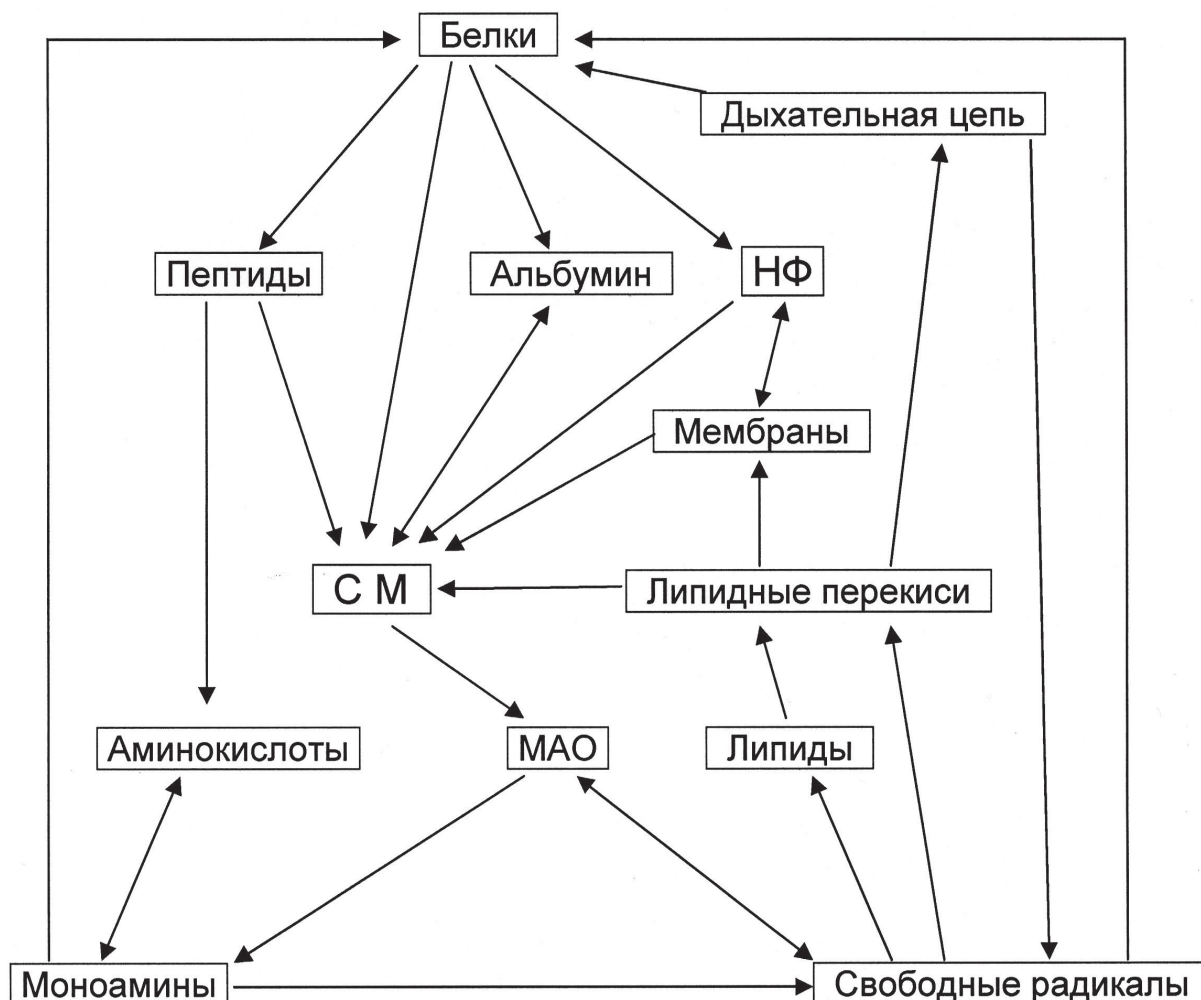 Белки
Дыхательная цепь
Пептиды
Альбумин
НФ
Мембраны
С М
Липидные перекиси
Аминокислоты
МАО
Липиды
Моноамины
Свободные радикалы